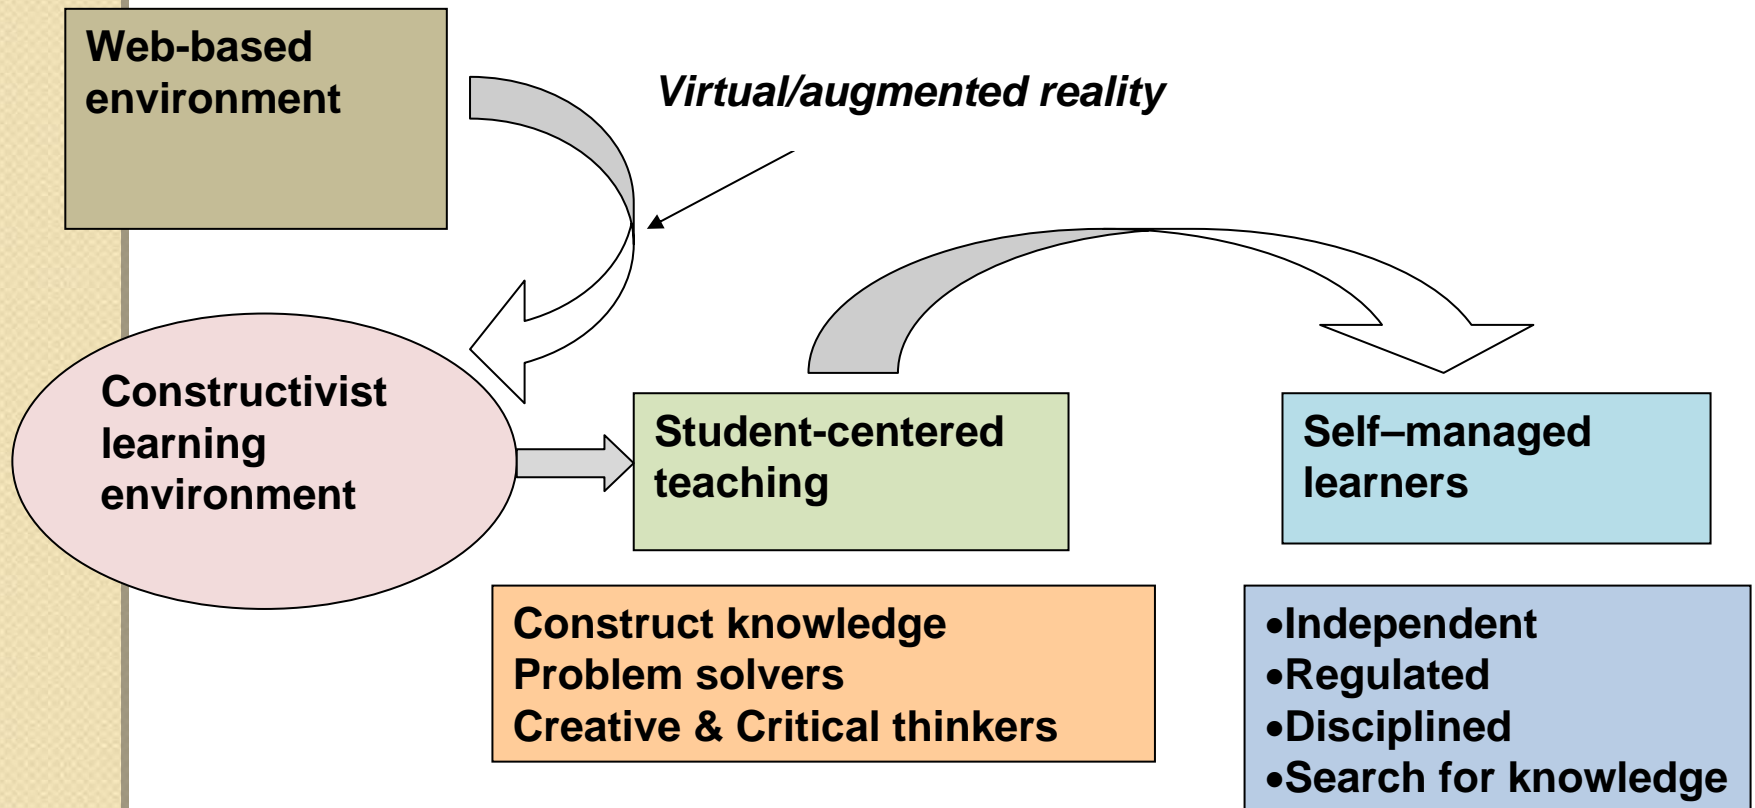 Web-based
environment
Virtual/augmented reality
Constructivist
learning
environment
Student-centered
teaching
Self–managed
learners
Construct knowledge
Problem solvers
Creative & Critical thinkers
•Independent
•Regulated
•Disciplined
•Search for knowledge